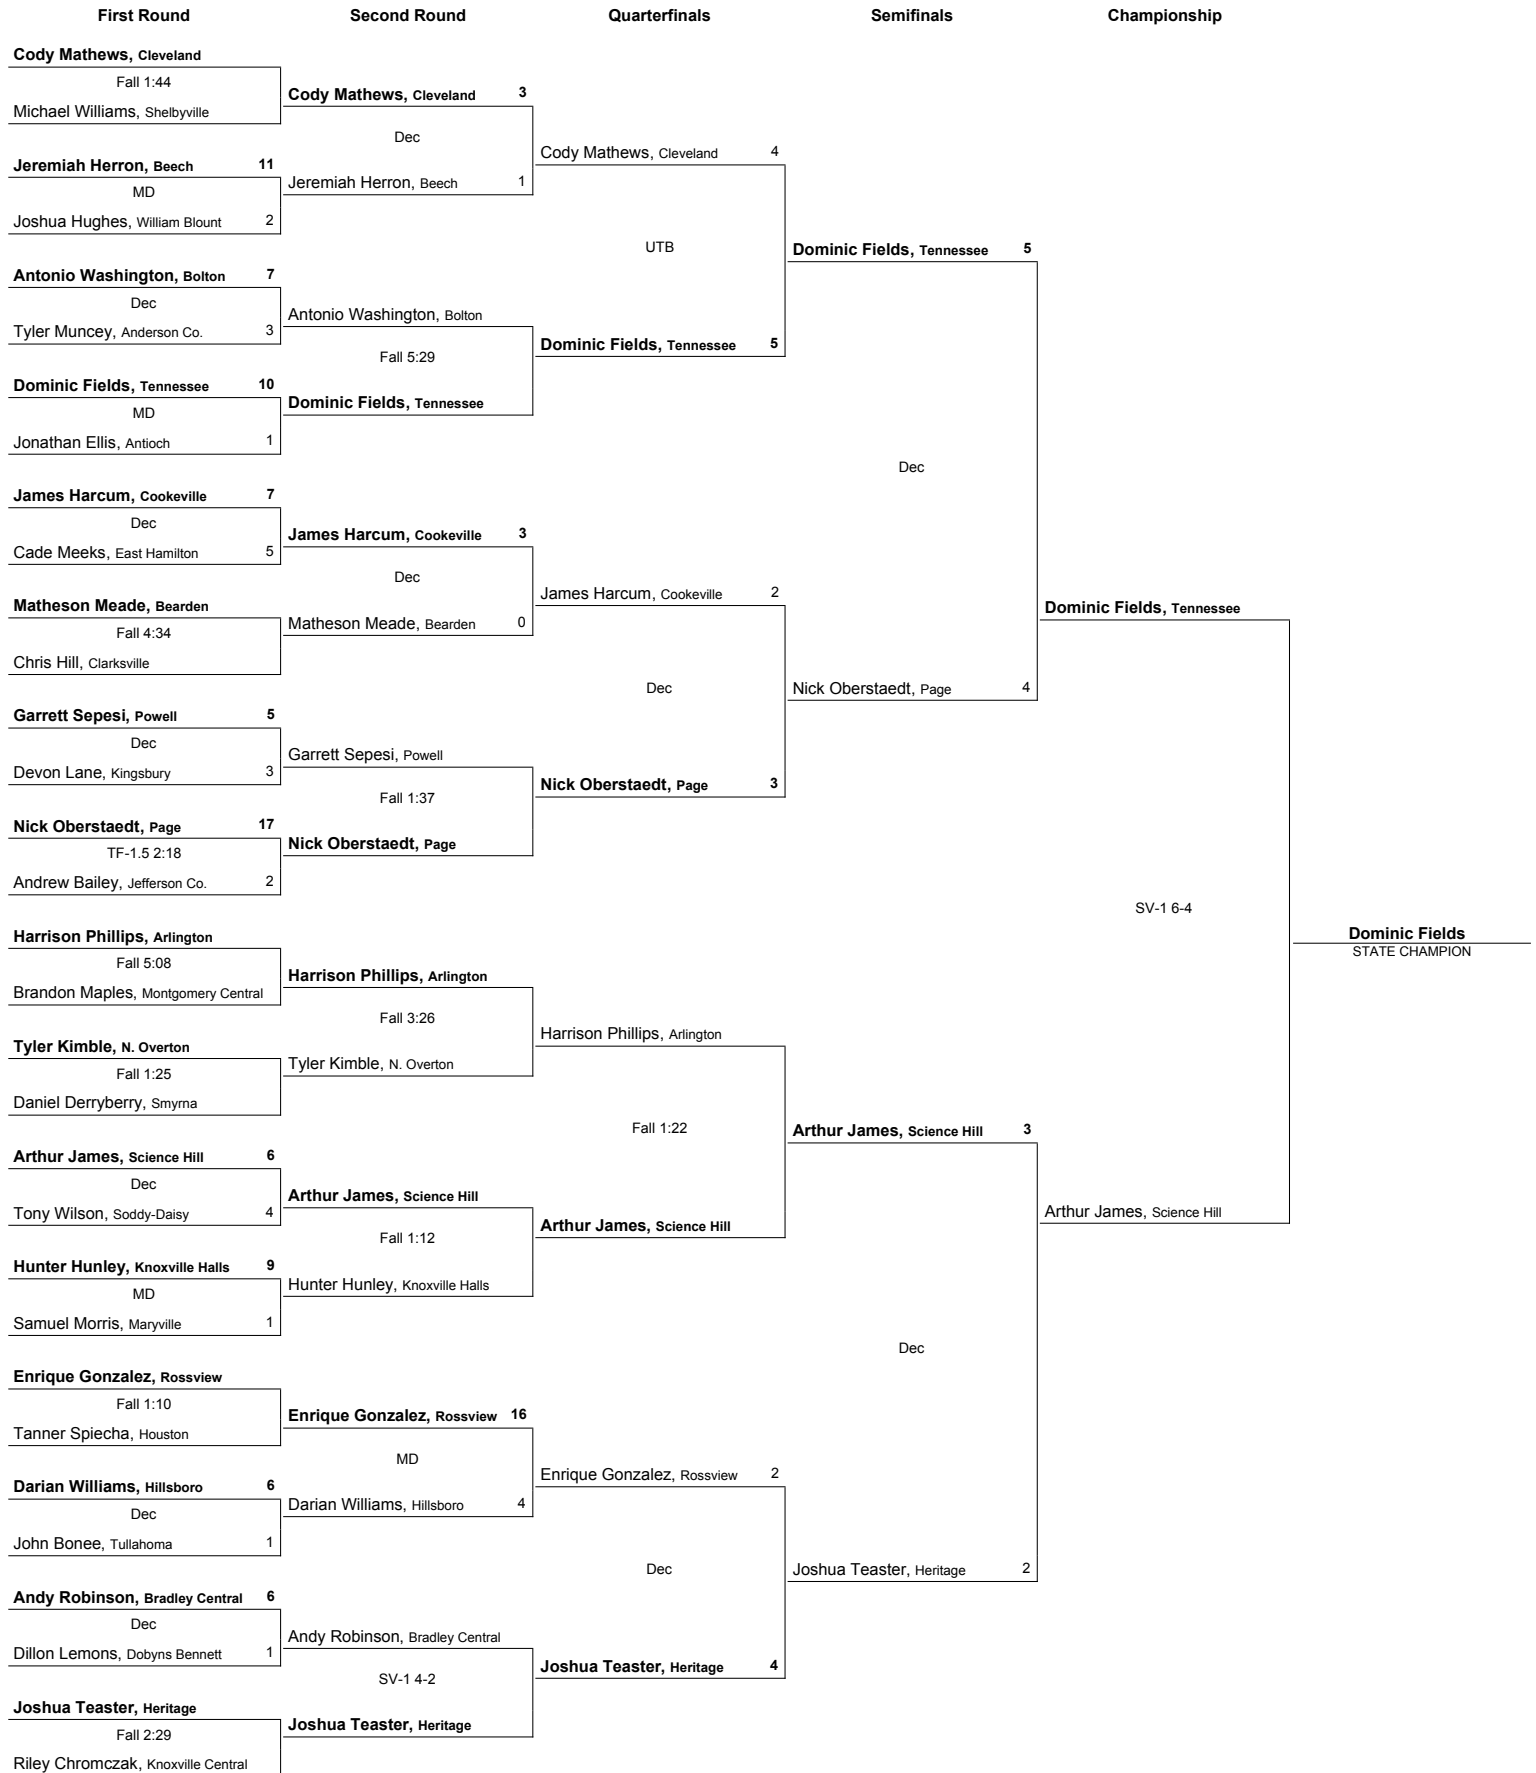 First Round
Second Round
Quarterfinals
Semifinals
Championship
Cody Mathews, Cleveland
Fall 1:44
Michael Williams, Shelbyville
Jeremiah Herron, Beech 11
MD
Joshua Hughes, William Blount 2
Antonio Washington, Bolton 7
Dec
Tyler Muncey, Anderson Co. 3
Dominic Fields, Tennessee 10
MD
Jonathan Ellis, Antioch 1
James Harcum, Cookeville 7
Dec
Cade Meeks, East Hamilton 5
Matheson Meade, Bearden
Fall 4:34
Chris Hill, Clarksville
Garrett Sepesi, Powell 5
Dec
Devon Lane, Kingsbury 3
Nick Oberstaedt, Page 17
TF-1.5 2:18
Andrew Bailey, Jefferson Co. 2
Harrison Phillips, Arlington
Fall 5:08
Brandon Maples, Montgomery Central
Tyler Kimble, N. Overton
Fall 1:25
Daniel Derryberry, Smyrna
Arthur James, Science Hill 6
Dec
Tony Wilson, Soddy-Daisy 4
Hunter Hunley, Knoxville Halls 9
MD
Samuel Morris, Maryville 1
Enrique Gonzalez, Rossview
Fall 1:10
Tanner Spiecha, Houston
Darian Williams, Hillsboro 6
Dec
John Bonee, Tullahoma 1
Andy Robinson, Bradley Central 6
Dec
Dillon Lemons, Dobyns Bennett 1
Joshua Teaster, Heritage
Fall 2:29
Riley Chromczak, Knoxville Central
Cody Mathews, Cleveland 3
Dec
Jeremiah Herron, Beech 1
Antonio Washington, Bolton
Fall 5:29
Dominic Fields, Tennessee
James Harcum, Cookeville 3
Dec
Matheson Meade, Bearden 0
Garrett Sepesi, Powell
Fall 1:37
Nick Oberstaedt, Page
Harrison Phillips, Arlington
Fall 3:26
Tyler Kimble, N. Overton
Arthur James, Science Hill
Fall 1:12
Hunter Hunley, Knoxville Halls
Enrique Gonzalez, Rossview 16
MD
Darian Williams, Hillsboro 4
Andy Robinson, Bradley Central
SV-1 4-2
Joshua Teaster, Heritage
Cody Mathews, Cleveland 4
UTB
Dominic Fields, Tennessee 5
James Harcum, Cookeville 2
Dec
Nick Oberstaedt, Page 3
Harrison Phillips, Arlington
Fall 1:22
Arthur James, Science Hill
Enrique Gonzalez, Rossview 2
Dec
Joshua Teaster, Heritage 4
Dominic Fields, Tennessee 5
Dec
Nick Oberstaedt, Page 4
Arthur James, Science Hill 3
Dec
Joshua Teaster, Heritage 2
Dominic Fields, Tennessee
SV-1 6-4
Arthur James, Science Hill
Dominic Fields
STATE CHAMPION